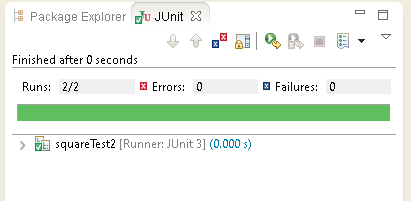 Package Explorer JUnit
Finished after 0 seconds
Runs: 2/2 Errors: 0 Failures: 0
squareTest2 [Runner: JUnit 3] (0.000 s)